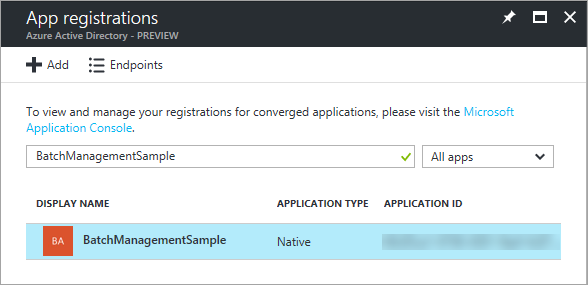 App registrations
Azure Active Directory - PREVIEW
Add Endpoints
To view and manage your registrations for converged applications, please visit the Microsoft
Application Console.
BatchManagementSample All apps
DISPLAY NAME APPLICATION TYPE APPLICATION ID
BA BatchManagementSample Native